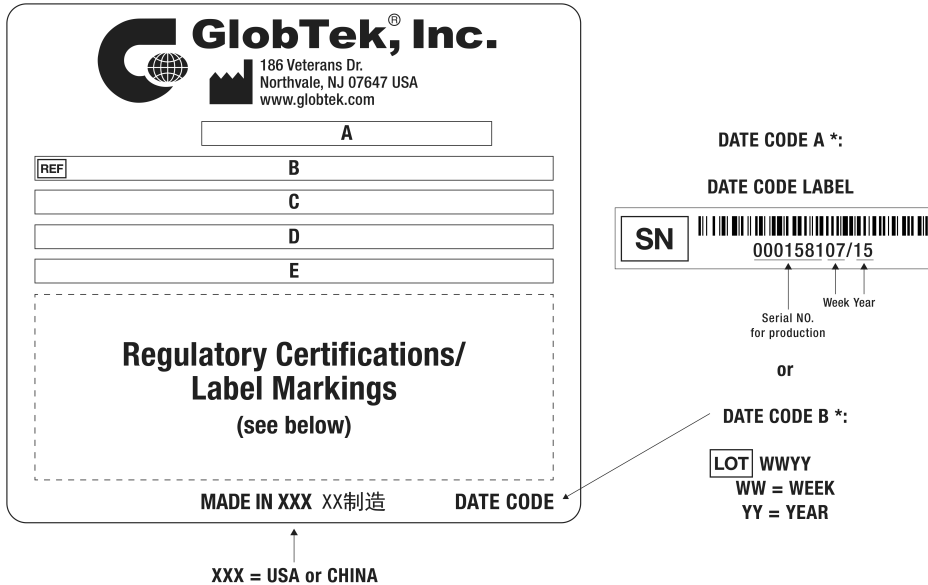 GlobTek,® Inc.
186 Veterans Dr.
Northvale, NJ 07647 USA
www.globtek.com
A
REF B
C
D
E
Regulatory Certifications/
Label Markings
(see below)
MADE IN XXX XX制造 DATE CODE
XXX = USA or CHINA
DATE CODE A *:
DATE CODE LABEL
SN
000158107/15
Week Year
Serial NO.
for production
or
DATE CODE B *:
LOT WWYY
WW = WEEK
YY = YEAR